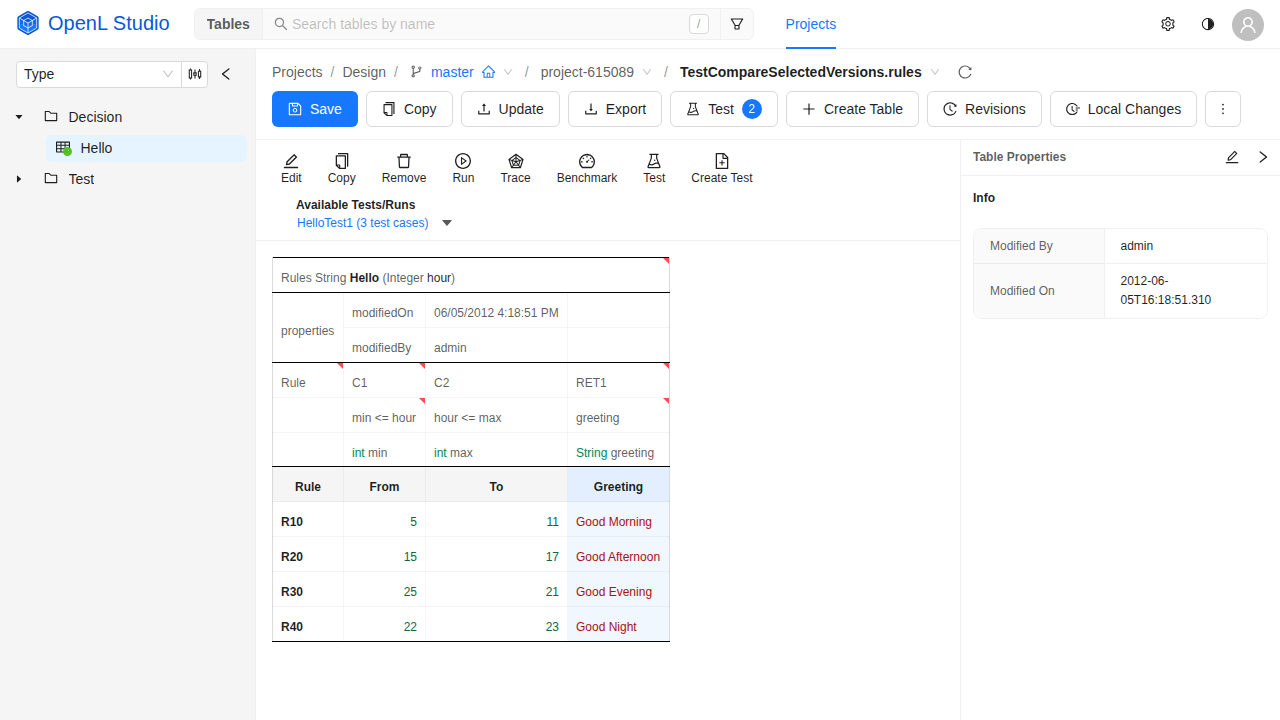 OpenL Studio
Tables
Search tables by name
/
Projects
Type
Decision
Hello
Test
Projects / Design / master / project-615089 / TestCompareSelectedVersions.rules
Save
Copy
Update
Export
Test 2
Create Table
Revisions
Local Changes
Edit
Copy
Remove
Run
Trace
Benchmark
Test
Create Test
Available Tests/Runs
HelloTest1 (3 test cases)
Rules String Hello (Integer hour)
properties
modifiedOn 06/05/2012 4:18:51 PM
modifiedBy admin
Rule C1 C2 RET1
min <= hour hour <= max greeting
int min int max String greeting
Rule From To Greeting
R10 5 11 Good Morning
R20 15 17 Good Afternoon
R30 25 21 Good Evening
R40 22 23 Good Night
Table Properties
Info
Modified By admin
Modified On 2012-06-
05T16:18:51.310